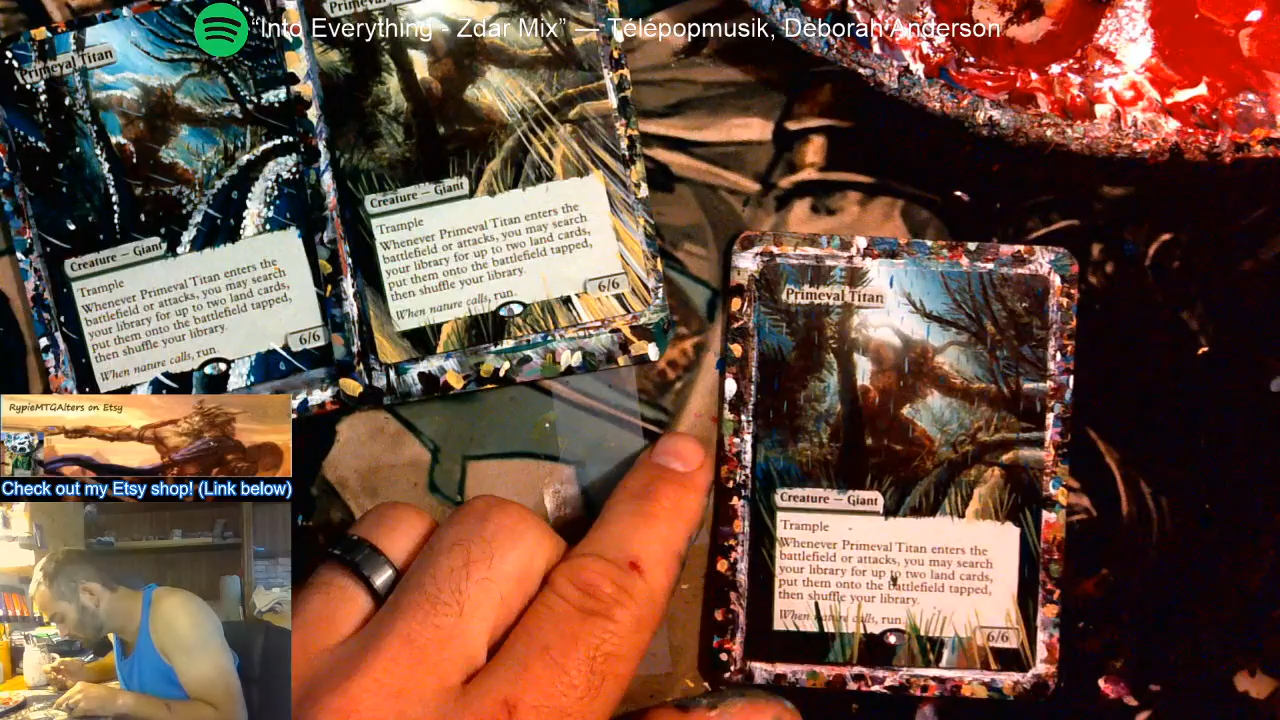 “Into Everything - Zdar Mix” — Télépopmusik, Deborah Anderson
Primeval Titan
Creature — Giant
Trample
Whenever Primeval Titan enters the
battlefield or attacks, you may search
your library for up to two land cards,
put them onto the battlefield tapped,
then shuffle your library.
When nature calls, run.
6/6
Primeval Titan
Creature — Giant
Trample
Whenever Primeval Titan enters the
battlefield or attacks, you may search
your library for up to two land cards,
put them onto the battlefield tapped,
then shuffle your library.
When nature calls, run.
6/6
Primeval Titan
Creature — Giant
Trample
Whenever Primeval Titan enters the
battlefield or attacks, you may search
your library for up to two land cards,
put them onto the battlefield tapped,
then shuffle your library.
When nature calls, run.
6/6
RypieMTGAlters on Etsy
Check out my Etsy shop! (Link below)